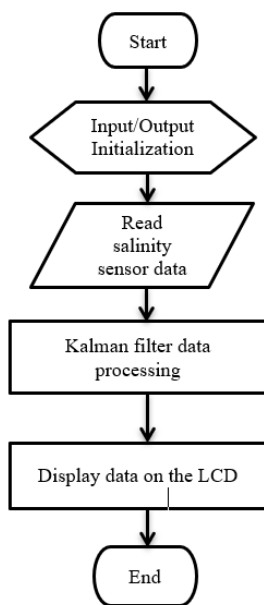 Start
Input/Output
Initialization
Read
salinity
sensor data
Kalman filter data
processing
Display data on the LCD
End